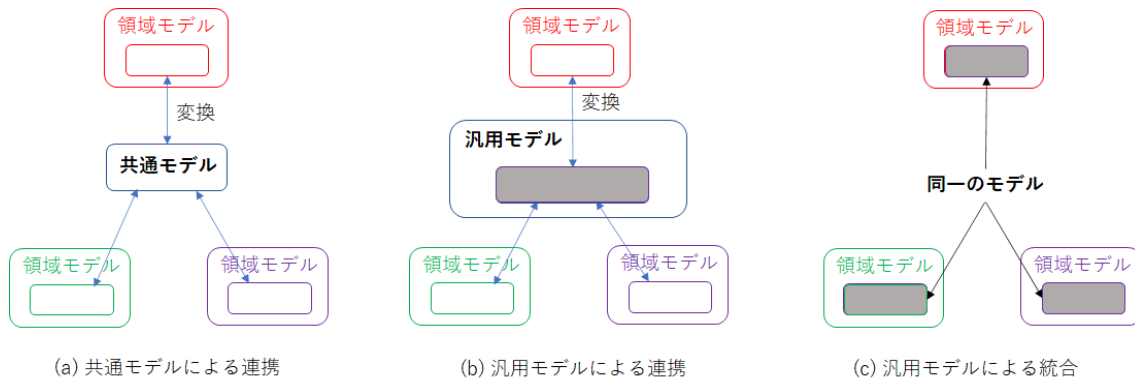 領域モデル
変換
共通モデル
領域モデル
領域モデル
(a) 共通モデルによる連携
領域モデル
変換
汎用モデル
領域モデル
領域モデル
(b) 汎用モデルによる連携
領域モデル
同一のモデル
領域モデル
領域モデル
(c) 汎用モデルによる統合